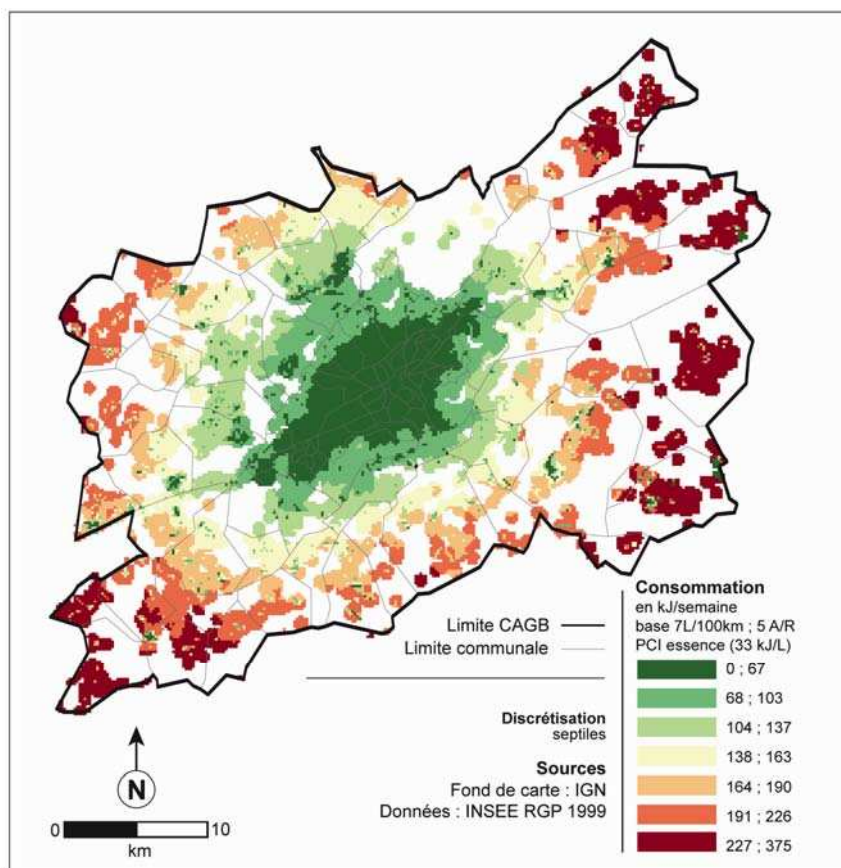 Limite CAGB
Limite communale
Discrétisation
septiles
Sources
Fond de carte : IGN
Données : INSEE RGP 1999
N
0 10
km
Consommation
en kJ/semaine
base 7L/100km ; 5 A/R
PCI essence (33 kJ/L)
0 ; 67
68 ; 103
104 ; 137
138 ; 163
164 ; 190
191 ; 226
227 ; 375